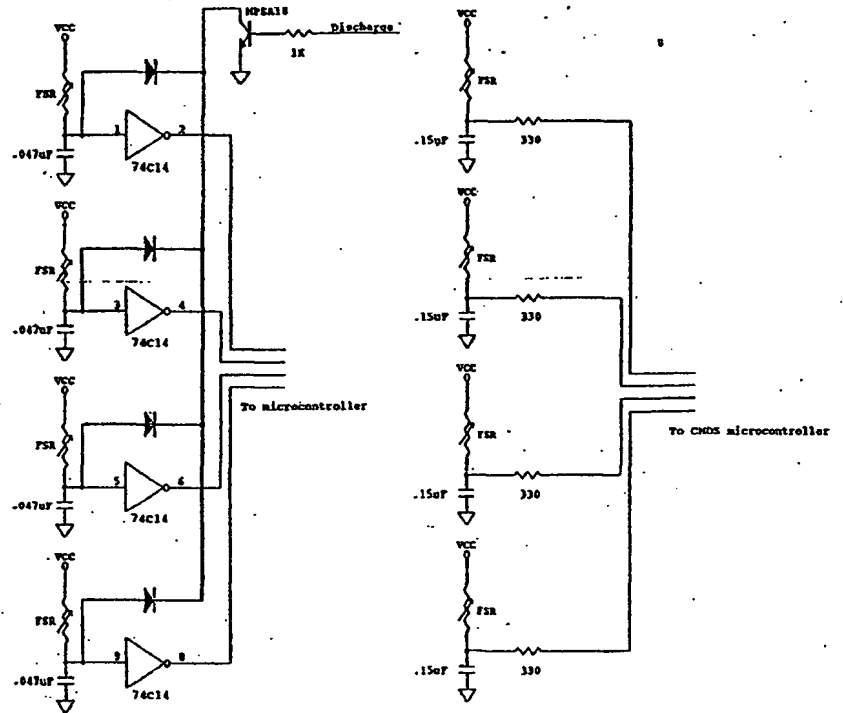 VCC
FSR
.047uF
1
2
74C14
MPSA18
1K
Discharge
VCC
FSR
.047uF
3
4
74C14
VCC
FSR
.047uF
5
6
74C14
VCC
FSR
.047uF
9
8
74C14
To microcontroller
VCC
FSR
.15uF
330
VCC
FSR
.15uF
330
VCC
FSR
.15uF
330
VCC
FSR
.15uF
330
To CMOS microcontroller